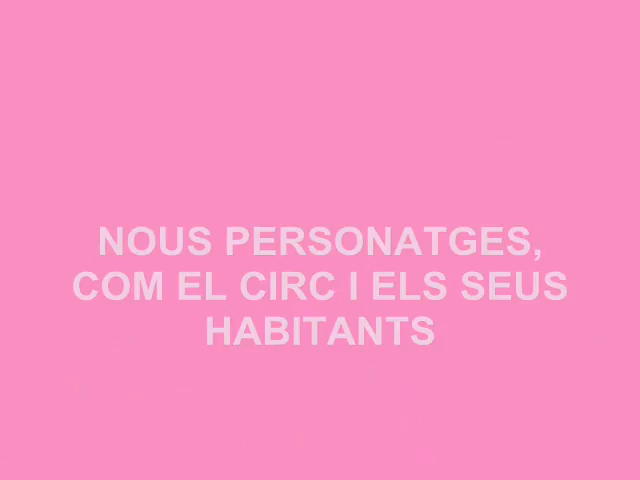 NOUS PERSONATGES,
COM EL CIRC I ELS SEUS
HABITANTS